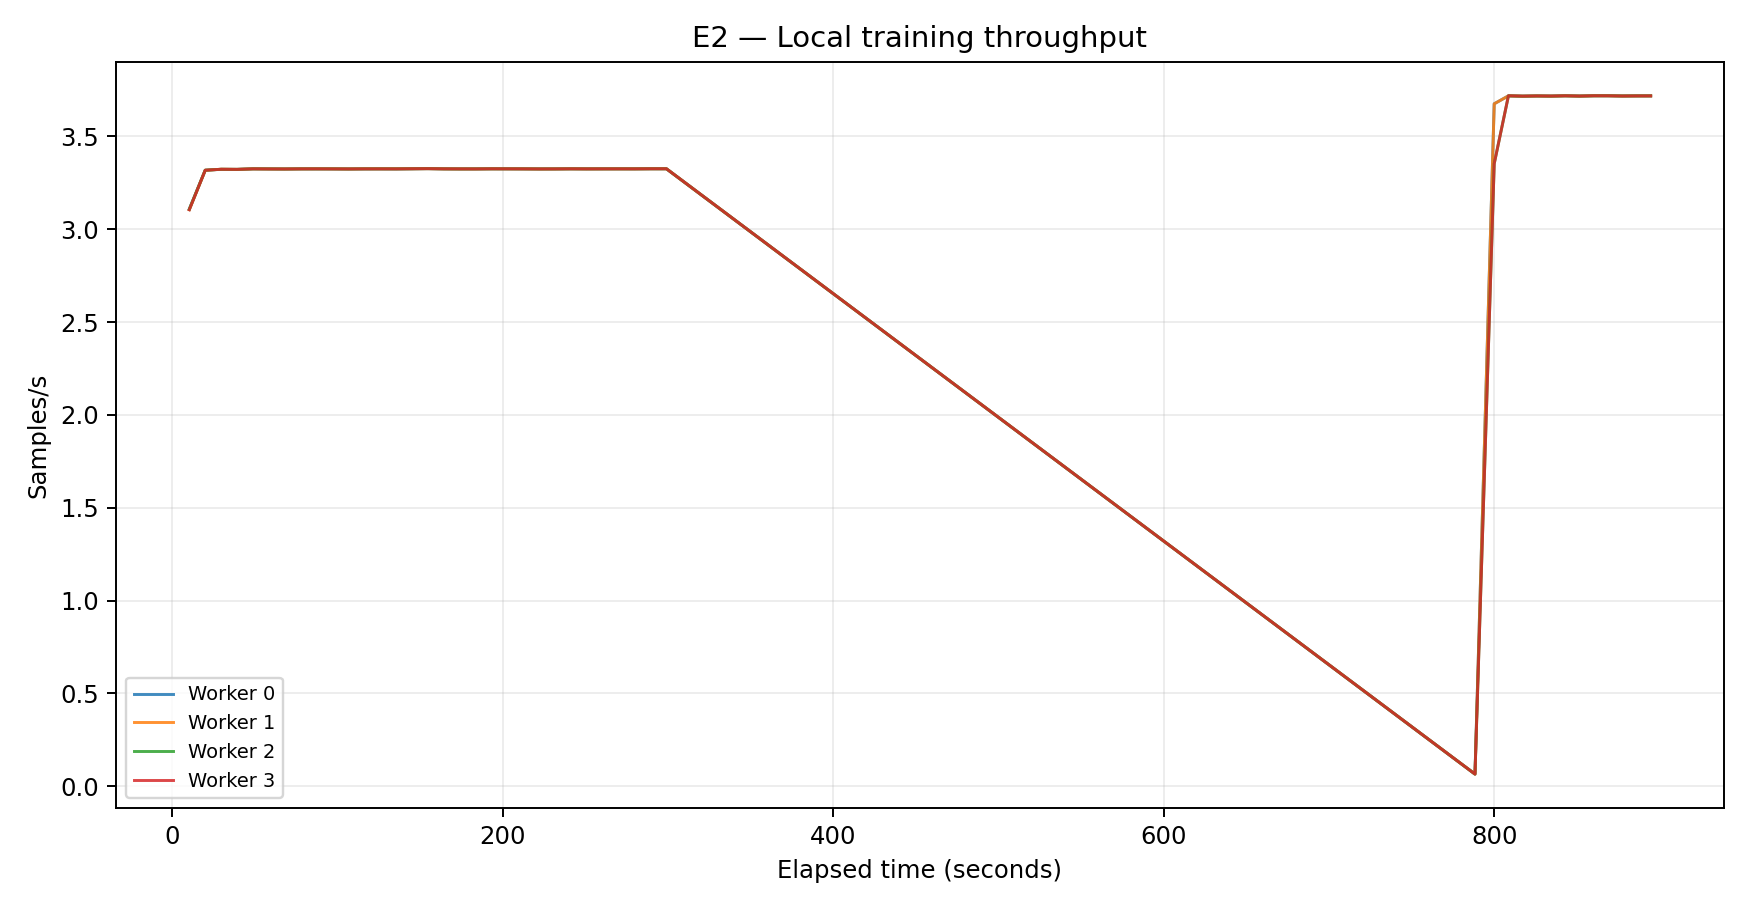 E2 — Local training throughput
Samples/s
3.5
3.0
2.5
2.0
1.5
1.0
0.5
0.0
Worker 0
Worker 1
Worker 2
Worker 3
0 200 400 600 800
Elapsed time (seconds)